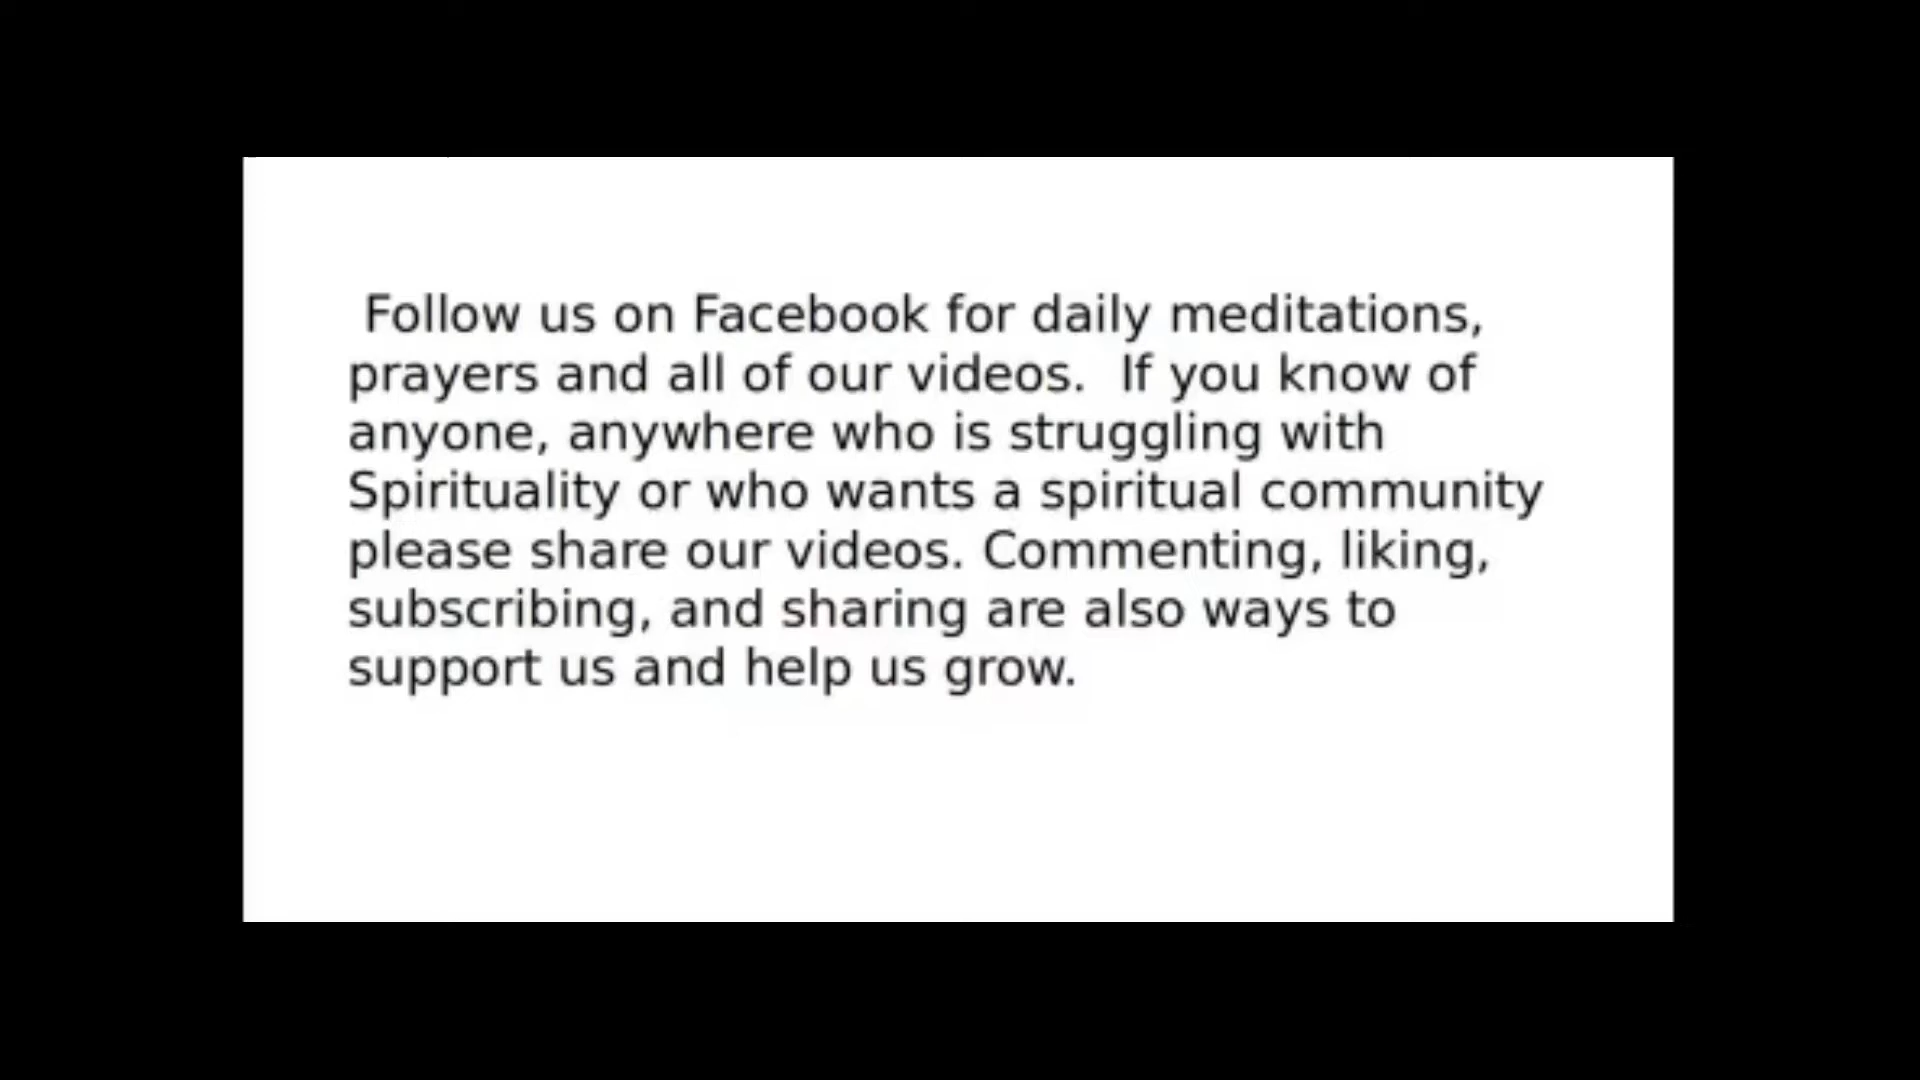 Follow us on Facebook for daily meditations,
prayers and all of our videos.  If you know of
anyone, anywhere who is struggling with
Spirituality or who wants a spiritual community
please share our videos. Commenting, liking,
subscribing, and sharing are also ways to
support us and help us grow.